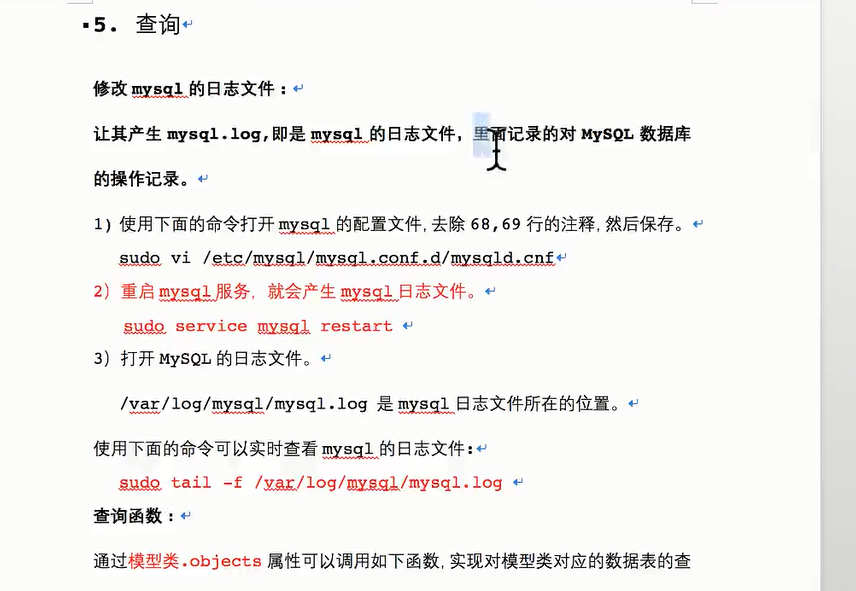 5. 查询
修改 mysql 的日志文件：
让其产生 mysql.log,即是 mysql 的日志文件，里面记录的对 MySQL 数据库
的操作记录。
1) 使用下面的命令打开 mysql 的配置文件,去除 68,69 行的注释,然后保存。
sudo vi /etc/mysql/mysql.conf.d/mysqld.cnf
2) 重启 mysql 服务，就会产生 mysql 日志文件。
sudo service mysql restart
3) 打开 MySQL 的日志文件。
/var/log/mysql/mysql.log 是 mysql 日志文件所在的位置。
使用下面的命令可以实时查看 mysql 的日志文件:
sudo tail -f /var/log/mysql/mysql.log
查询函数：
通过模型类.objects 属性可以调用如下函数,实现对模型类对应的数据表的查